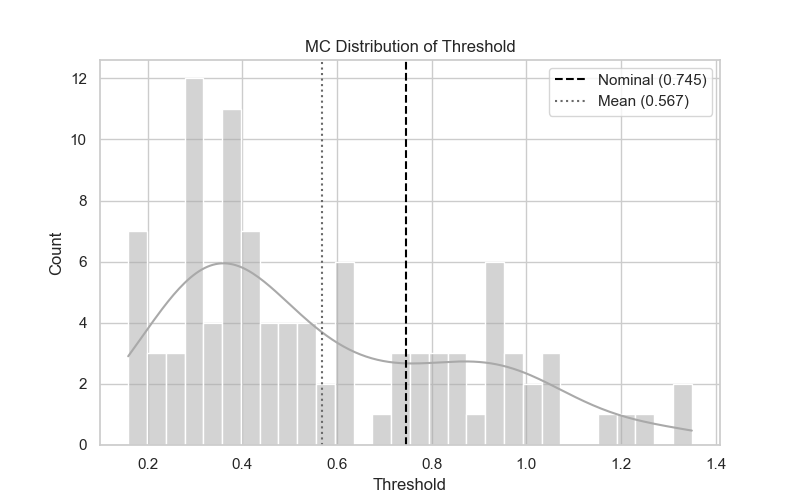 MC Distribution of Threshold
Nominal (0.745)
Mean (0.567)
Count
12
10
8
6
4
2
0
0.2 0.4 0.6 0.8 1.0 1.2 1.4
Threshold